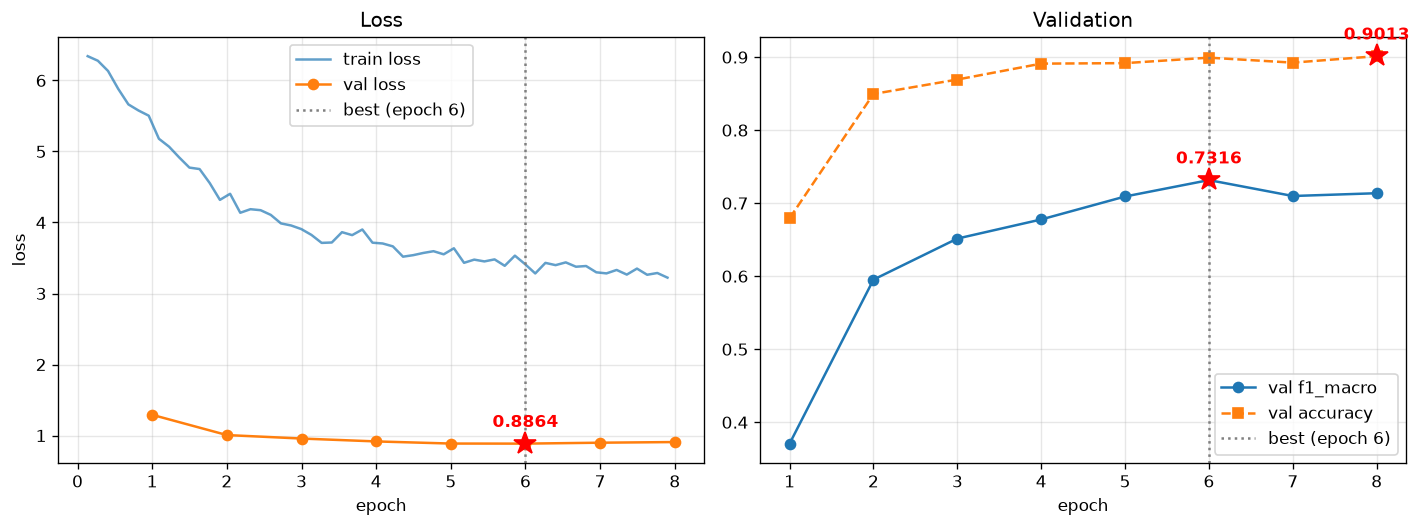 Loss
train loss
val loss
best (epoch 6)
0.8864
loss
6
5
4
3
2
1
0 1 2 3 4 5 6 7 8
epoch
Validation
0.9013
0.7316
0.9
0.8
0.7
0.6
0.5
0.4
val f1_macro
val accuracy
best (epoch 6)
1 2 3 4 5 6 7 8
epoch